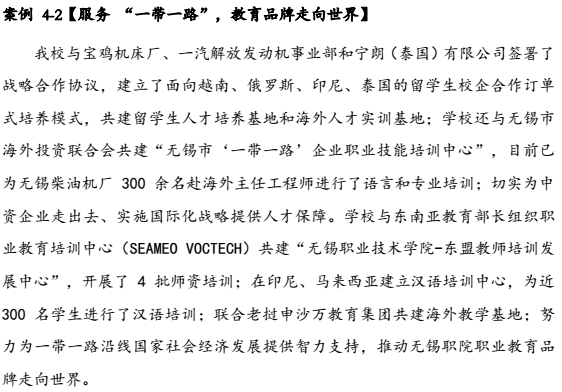 案例 4-2【服务 “一带一路”，教育品牌走向世界】
我校与宝鸡机床厂、一汽解放发动机事业部和宁朗（泰国）有限公司签署了
战略合作协议，建立了面向越南、俄罗斯、印尼、泰国的留学生校企合作订单
式培养模式，共建留学生人才培养基地和海外人才实训基地；学校还与无锡市
海外投资联合会共建“无锡市‘一带一路’企业职业技能培训中心”，目前已
为无锡柴油机厂 300 余名赴海外主任工程师进行了语言和专业培训；切实为中
资企业走出去、实施国际化战略提供人才保障。学校与东南亚教育部长组织职
业教育培训中心（SEAMEO VOCTECH）共建“无锡职业技术学院-东盟教师培训发
展中心”，开展了 4 批师资培训；在印尼、马来西亚建立汉语培训中心，为近
300 名学生进行了汉语培训；联合老挝申沙万教育集团共建海外教学基地；努
力为一带一路沿线国家社会经济发展提供智力支持，推动无锡职院职业教育品
牌走向世界。